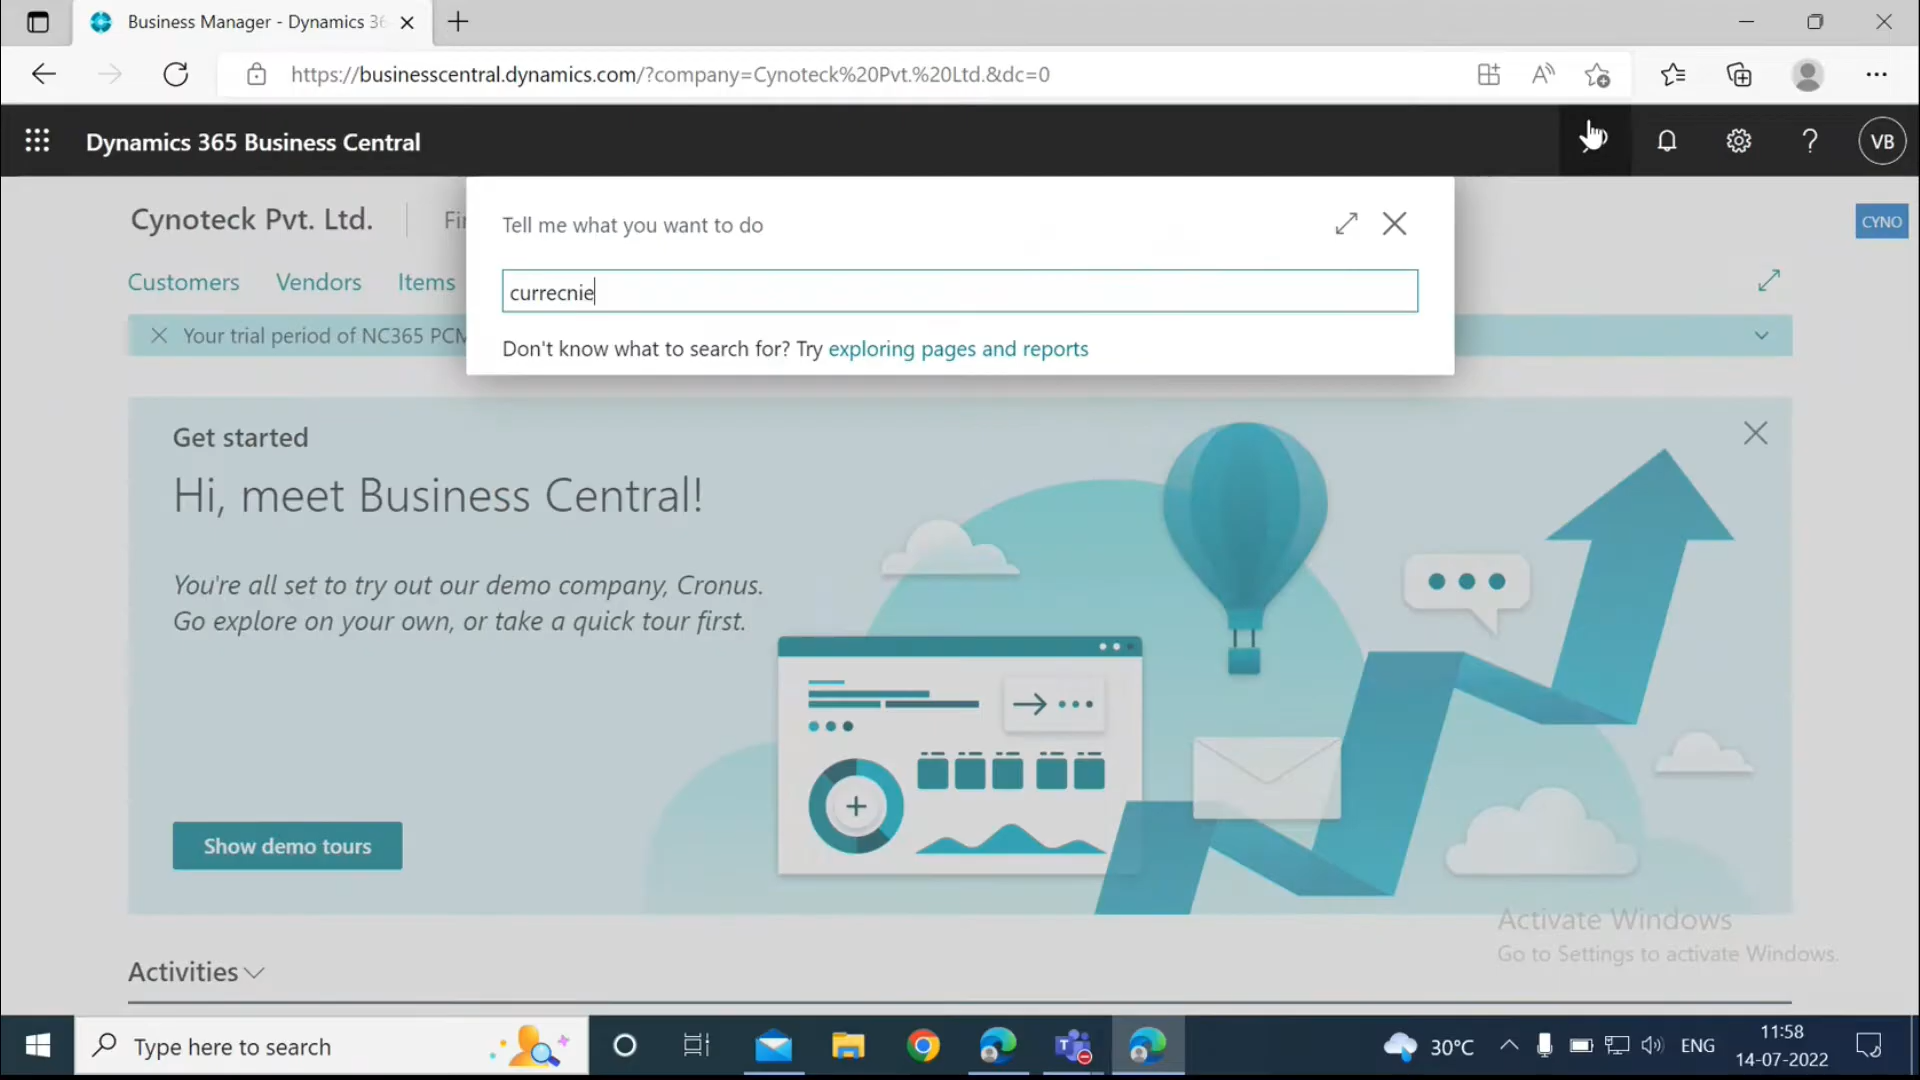 Business Manager - Dynamics 36
https://businesscentral.dynamics.com/?company=Cynoteck%20Pvt.%20Ltd.&dc=0
Dynamics 365 Business Central
VB
Cynoteck Pvt. Ltd.
Fi
CYNO
Tell me what you want to do
currecnie
Don't know what to search for? Try exploring pages and reports
Customers
Vendors
Items
Your trial period of NC365 PCM
Get started
Hi, meet Business Central!
You're all set to try out our demo company, Cronus.
Go explore on your own, or take a quick tour first.
Show demo tours
Activate Windows
Go to Settings to activate Windows.
Activities
Type here to search
30°C
ENG
11:58
14-07-2022